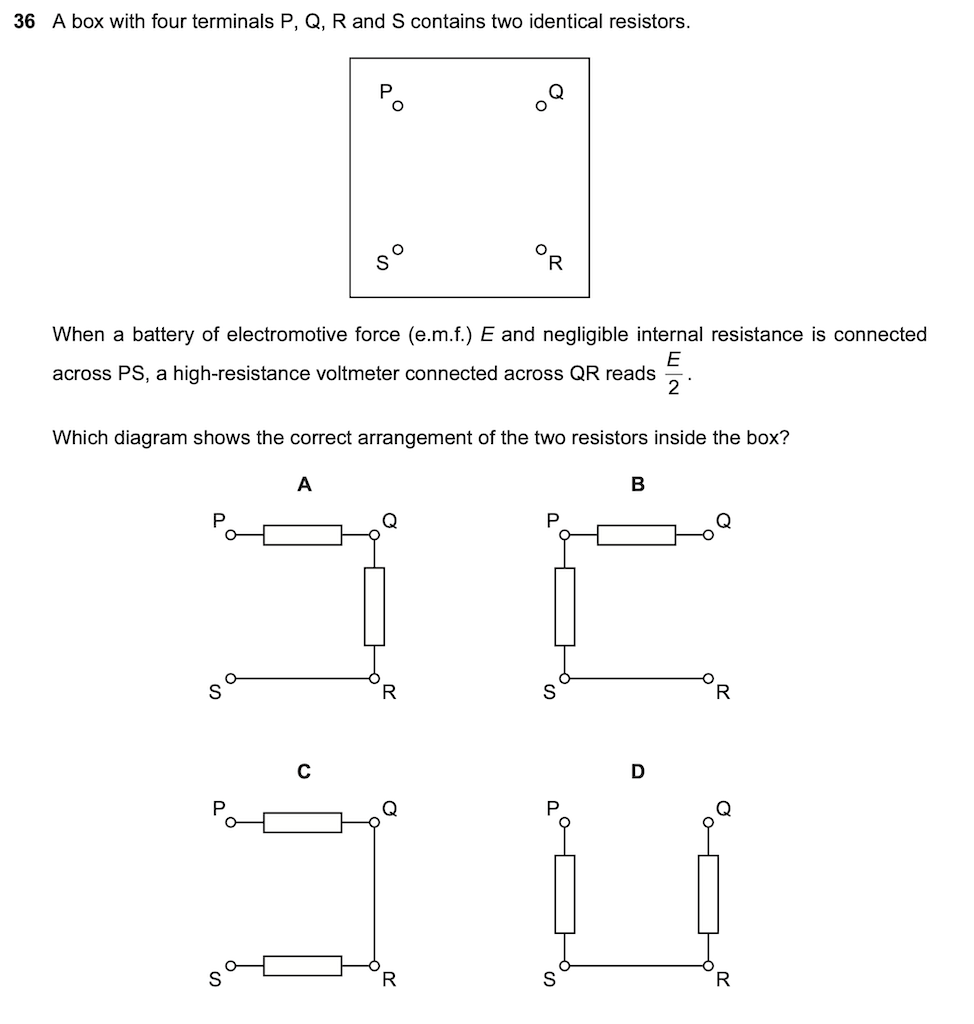 36 A box with four terminals P, Q, R and S contains two identical resistors.
P Q
S R
When a battery of electromotive force (e.m.f.) E and negligible internal resistance is connected
across PS, a high-resistance voltmeter connected across QR reads E/2.
Which diagram shows the correct arrangement of the two resistors inside the box?
A B
P Q P Q
S R S R
C D
P Q P Q
S R S R